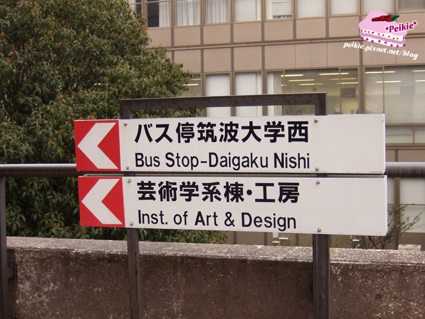 *Peikie*
peikie.pixnet.net/blog
バス停筑波大学西
Bus Stop-Daigaku Nishi
芸術学系棟・工房
Inst. of Art & Design